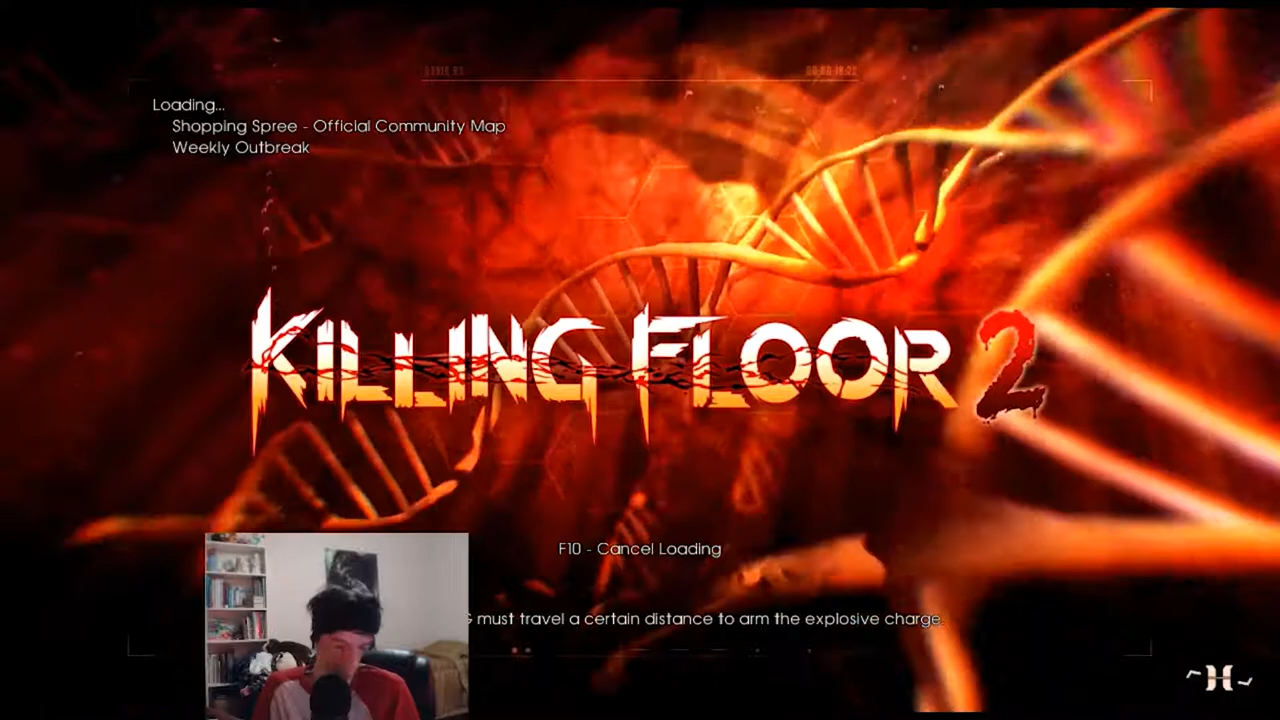 Loading...
Shopping Spree - Official Community Map
Weekly Outbreak
KILLING FLOOR 2
F10 - Cancel Loading
must travel a certain distance to arm the explosive charge.